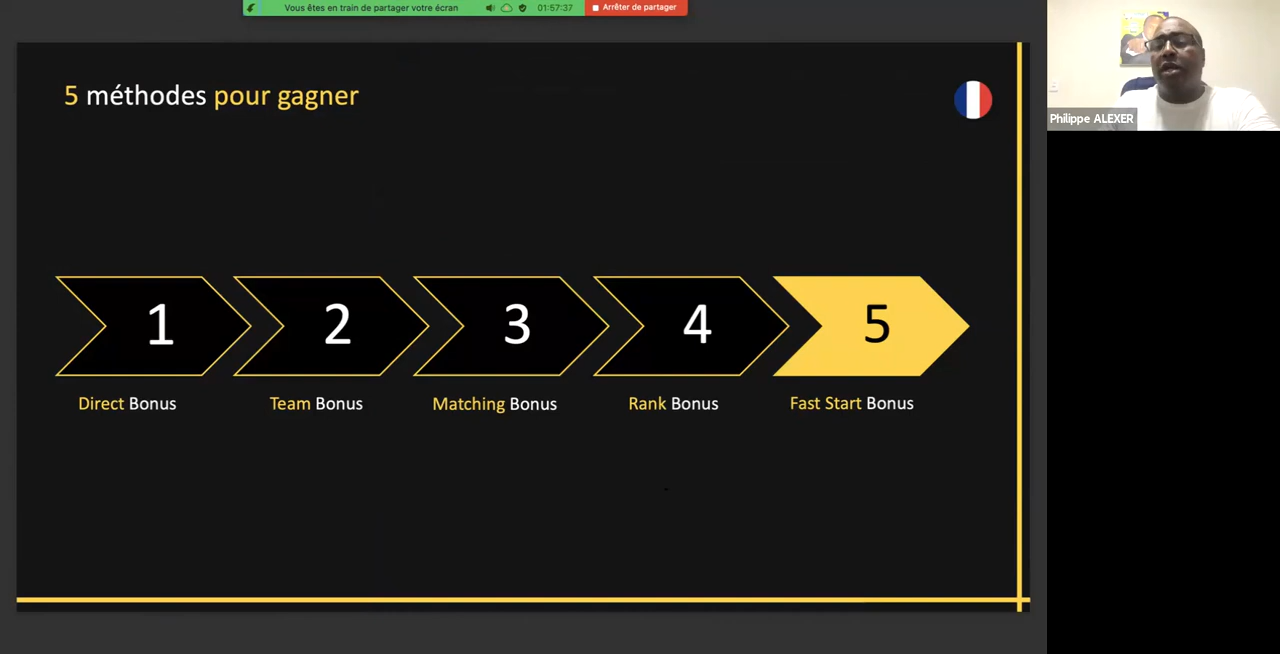 Vous êtes en train de partager votre écran
01:57:37
Arrêter de partager
5 méthodes pour gagner
Philippe ALEXER
1
2
3
4
5
Direct Bonus
Team Bonus
Matching Bonus
Rank Bonus
Fast Start Bonus